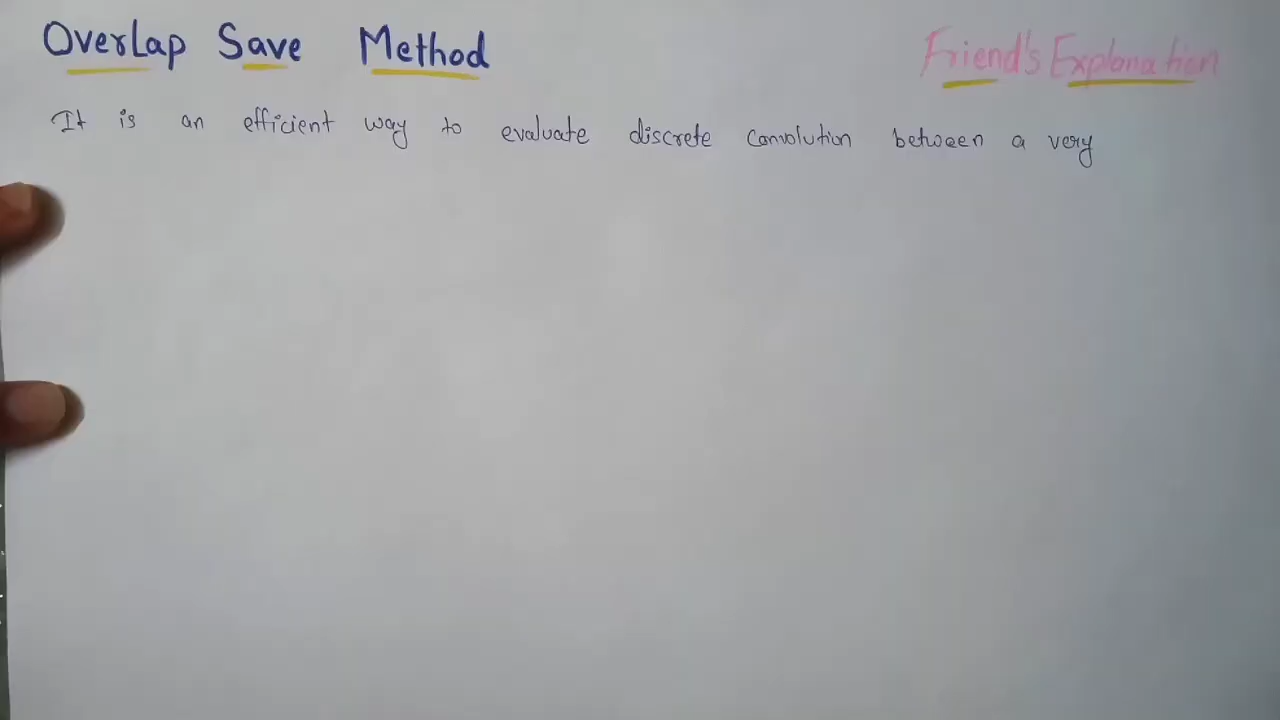 OverLap Save Method
Friend's Explanation
It is an efficient way to evaluate discrete convolution between a very